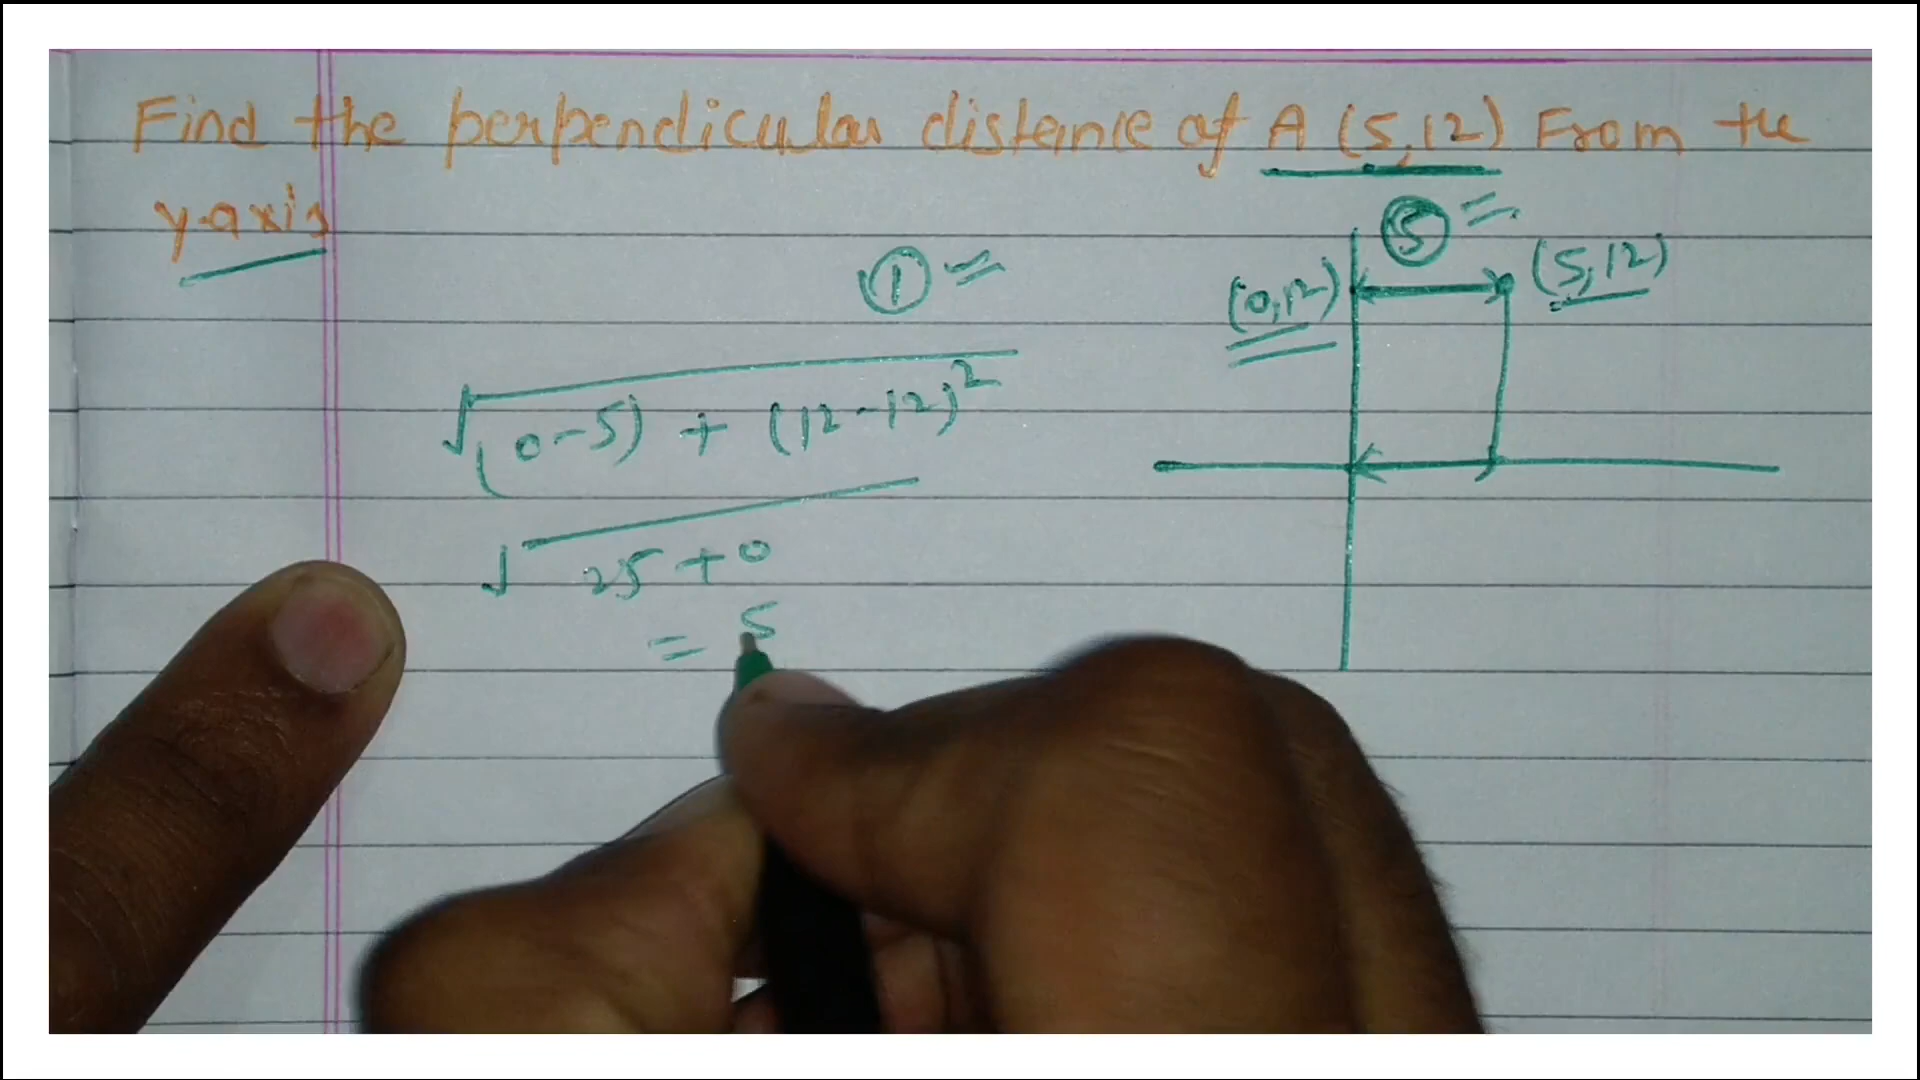 Find the perpendicular distance of A (5,12) From the
y-axis
5 =
1 =
(0,12)
(5,12)
√(0-5) + (12-12)²
√25+0
= 5